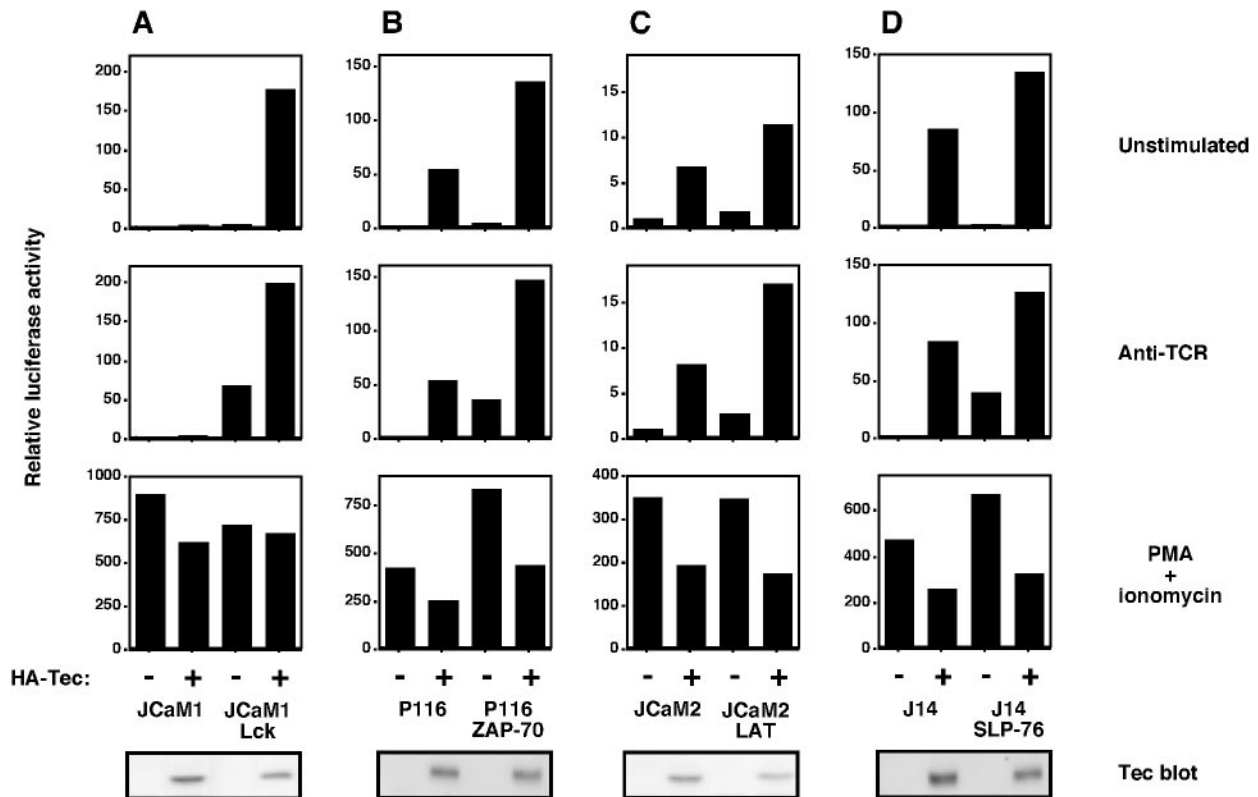 A B C D
200 150 15 150
150 100 10 100
100 50 5 50
50 0 0 0
0
Unstimulated
200 150 15 150
150 100 10 100
100 50 5 50
50 0 0 0
0
Anti-TCR
Relative luciferase activity
1000 750 400 600
750 500 300 400
500 250 200 200
250 0 100 0
0 0
PMA
+
ionomycin
HA-Tec: - + - + - + - + - + - + - + - +
JCaM1 JCaM1 P116 P116 JCaM2 JCaM2 J14 J14
Lck ZAP-70 LAT SLP-76
Tec blot